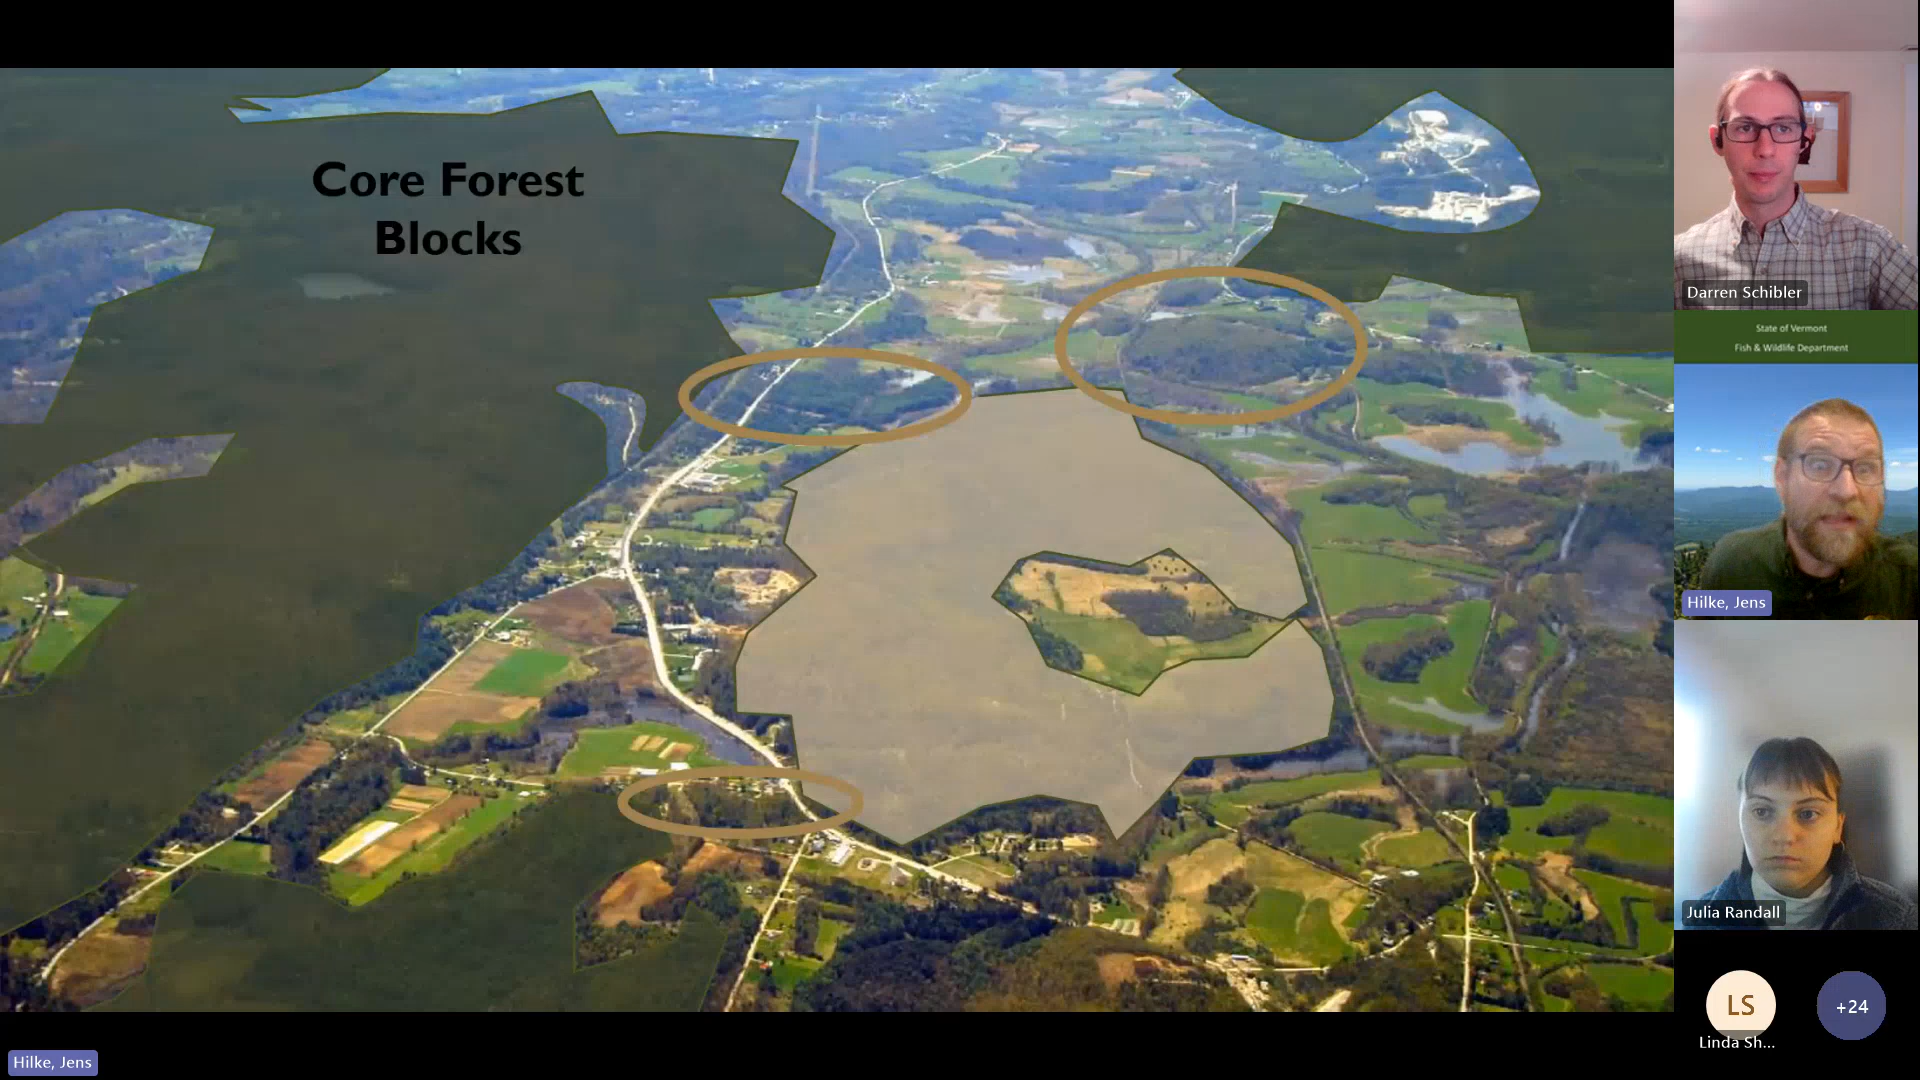 Core Forest
Blocks
Darren Schibler
State of Vermont
Fish & Wildlife Department
Hilke, Jens
Julia Randall
LS
+24
Linda Sh...
Hilke, Jens